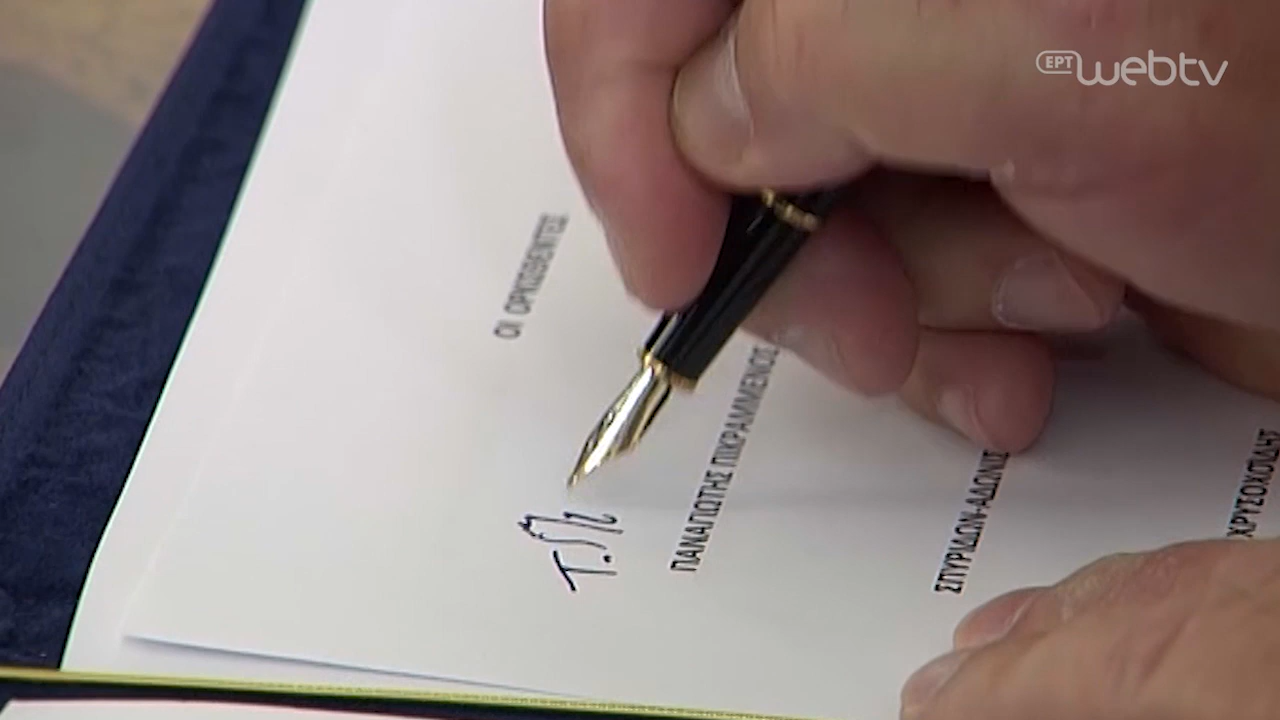 ΕΡΤ webtv
ΟΙ ΟΡΚΙΣΘΕΝΤΕΣ
ΠΑΝΑΓΙΩΤΗΣ ΠΙΚΡΑΜΜΕΝΟΣ
ΣΠΥΡΙΔΩΝ-ΑΔΩΝΙΣ
ΧΡΥΣΟΧΟΪΔΗΣ